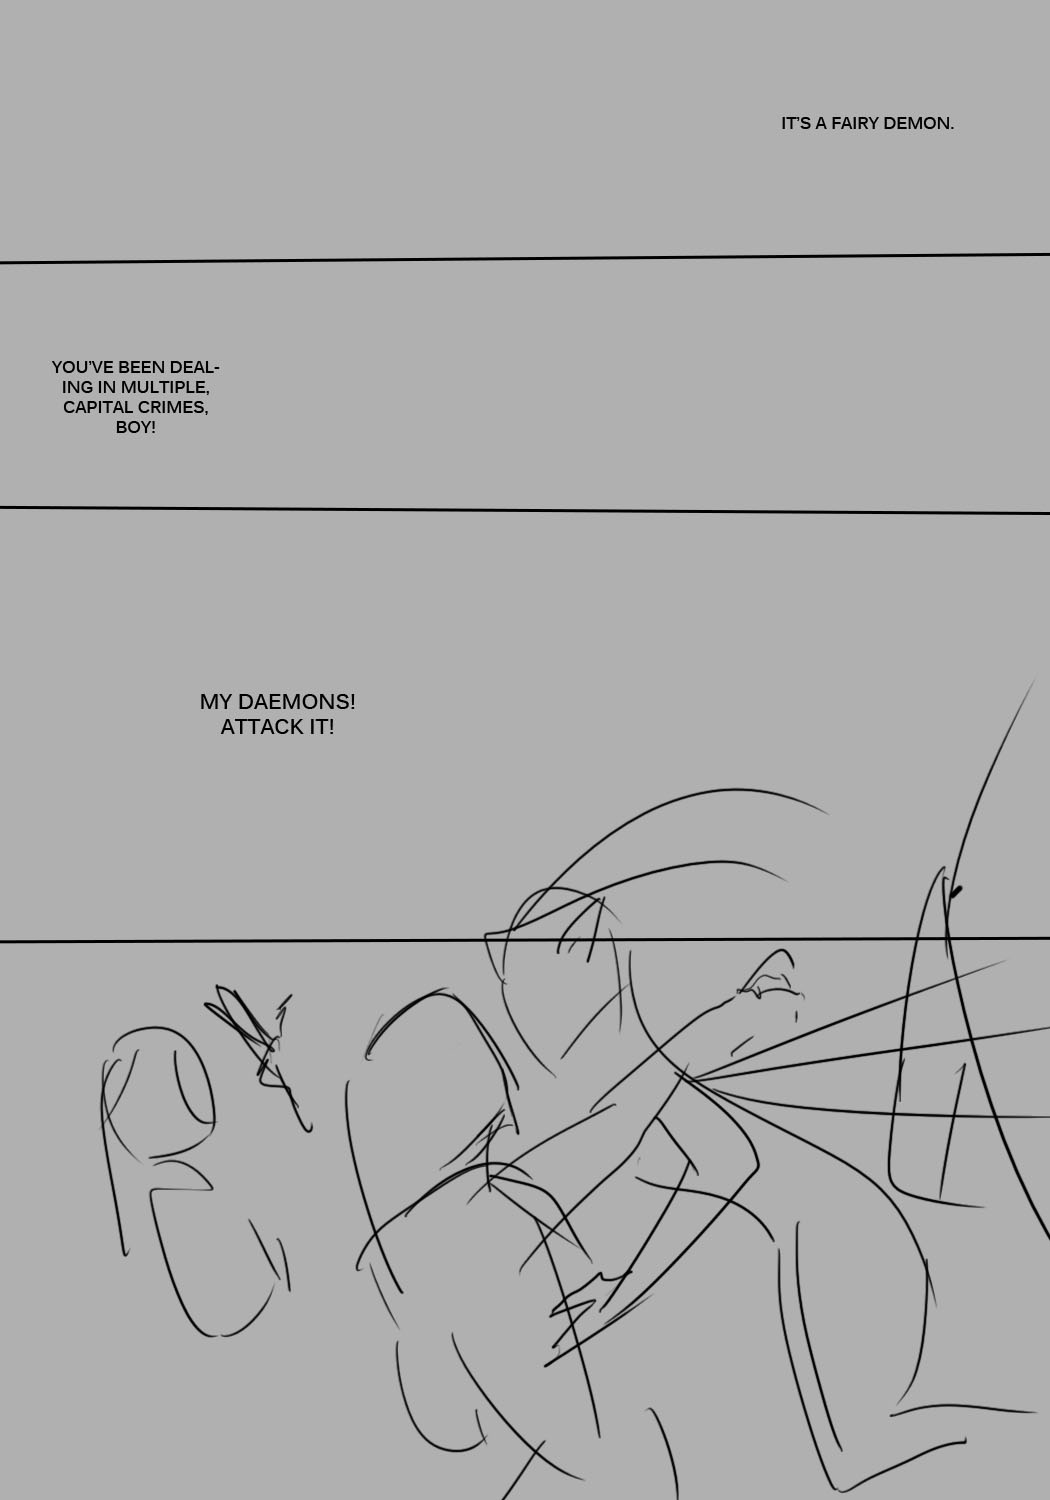 IT'S A FAIRY DEMON.
YOU'VE BEEN DEAL-
ING IN MULTIPLE,
CAPITAL CRIMES,
BOY!
MY DAEMONS!
ATTACK IT!